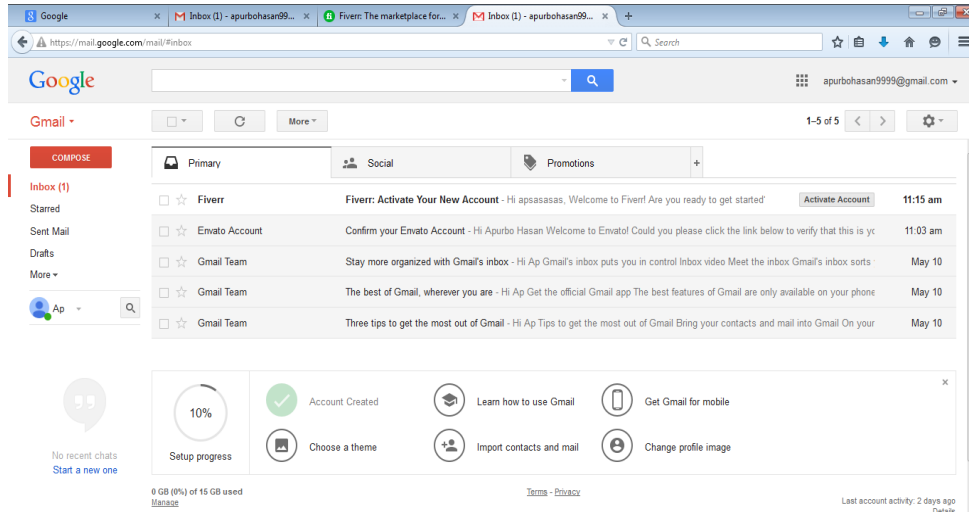 Google
Inbox (1) - apurbohasan99...
Fiverr: The marketplace for...
Inbox (1) - apurbohasan99...
https://mail.google.com/mail/#inbox
Search
Google
apurbohasan9999@gmail.com
Gmail
More
1–5 of 5
COMPOSE
Primary
Social
Promotions
Inbox (1)
Starred
Sent Mail
Drafts
More
Ap
Fiverr Fiverr: Activate Your New Account - Hi apsasasas, Welcome to Fiverr! Are you ready to get started' Activate Account 11:15 am
Envato Account Confirm your Envato Account - Hi Apurbo Hasan Welcome to Envato! Could you please click the link below to verify that this is yo 11:03 am
Gmail Team Stay more organized with Gmail's inbox - Hi Ap Gmail's inbox puts you in control Inbox video Meet the inbox Gmail's inbox sorts May 10
Gmail Team The best of Gmail, wherever you are - Hi Ap Get the official Gmail app The best features of Gmail are only available on your phone May 10
Gmail Team Three tips to get the most out of Gmail - Hi Ap Tips to get the most out of Gmail Bring your contacts and mail into Gmail On your May 10
10%
Setup progress
Account Created
Learn how to use Gmail
Get Gmail for mobile
Choose a theme
Import contacts and mail
Change profile image
No recent chats
Start a new one
0 GB (0%) of 15 GB used
Manage
Terms - Privacy
Last account activity: 2 days ago
Details